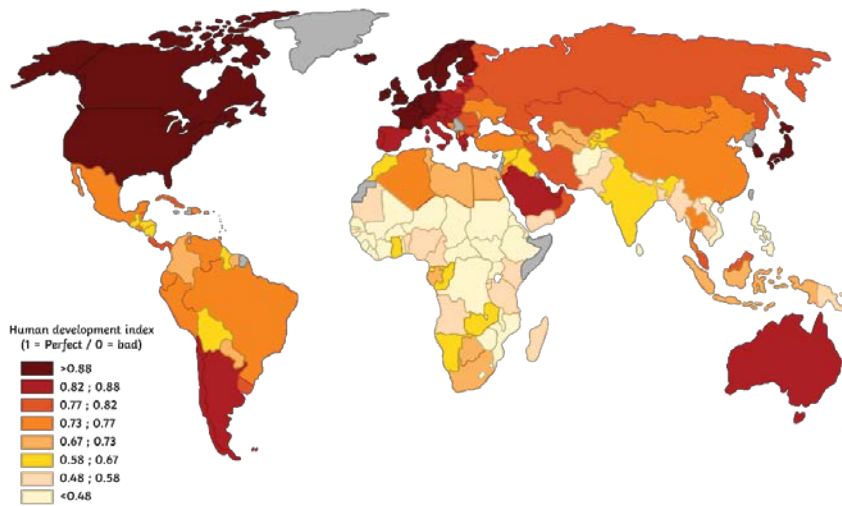 Human development index
(1 = Perfect / 0 = bad)
>0.88
0.82 ; 0.88
0.77 ; 0.82
0.73 ; 0.77
0.67 ; 0.73
0.58 ; 0.67
0.48 ; 0.58
<0.48